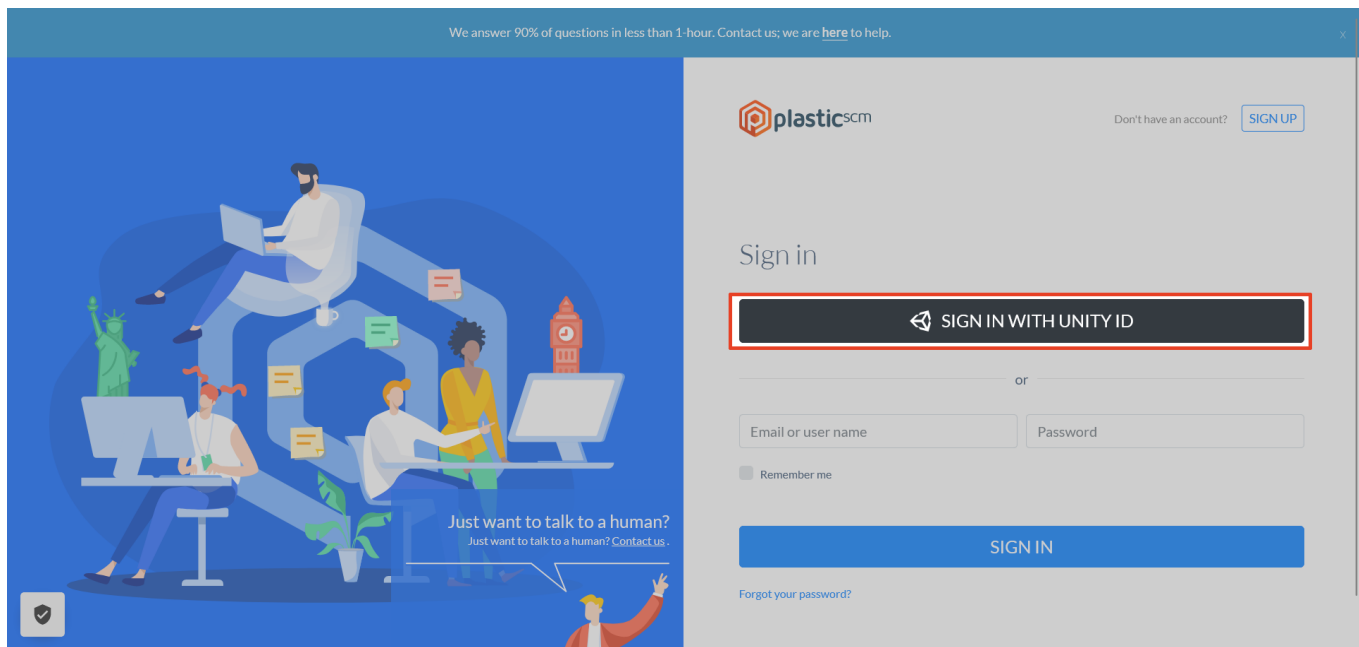 We answer 90% of questions in less than 1-hour. Contact us; we are here to help.
x
plasticscm
Don't have an account?
SIGN UP
Sign in
SIGN IN WITH UNITY ID
or
Email or user name
Password
Remember me
SIGN IN
Forgot your password?
Just want to talk to a human?
Just want to talk to a human? Contact us .